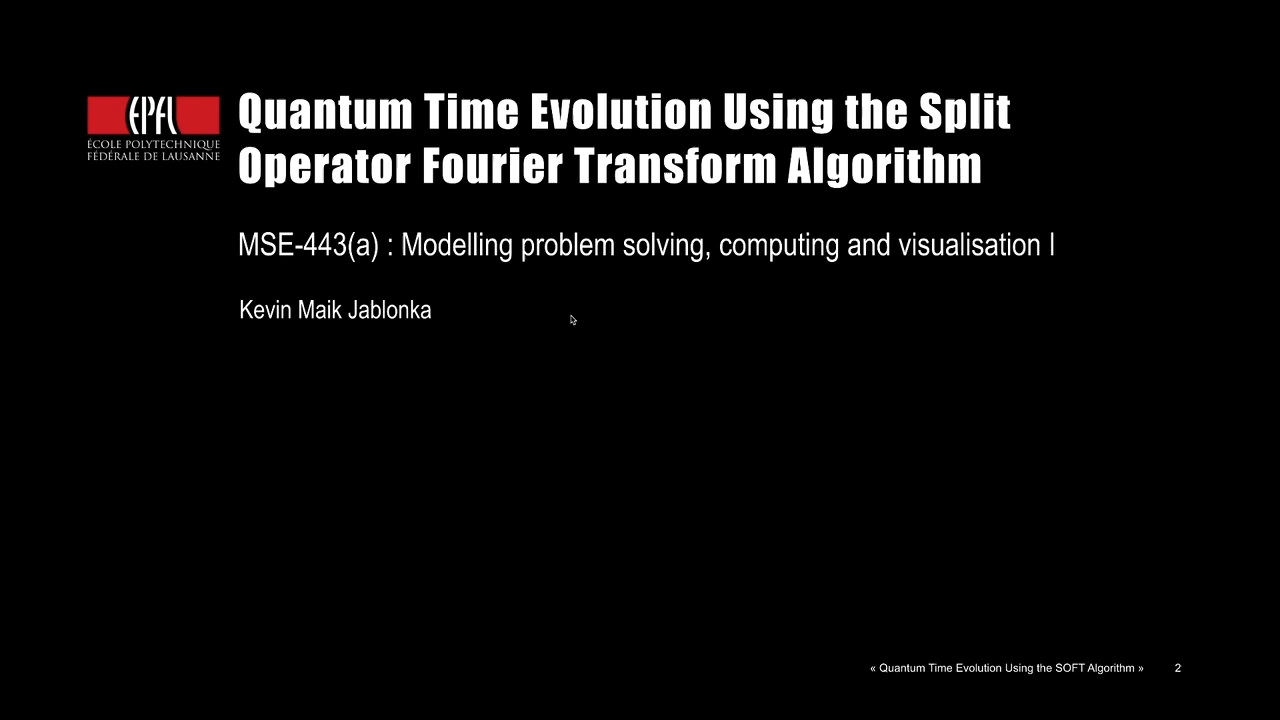 EPFL
ÉCOLE POLYTECHNIQUE
FÉDÉRALE DE LAUSANNE
Quantum Time Evolution Using the Split
Operator Fourier Transform Algorithm
MSE-443(a) : Modelling problem solving, computing and visualisation I
Kevin Maik Jablonka
« Quantum Time Evolution Using the SOFT Algorithm » 2